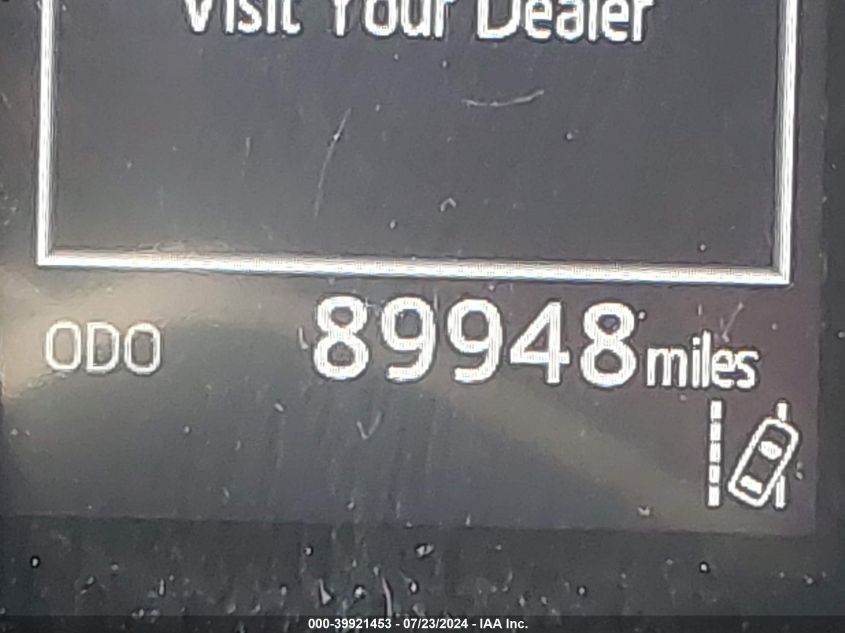 Visit Your Dealer
ODO 89948 miles
000-39921453 - 07/23/2024 - IAA Inc.